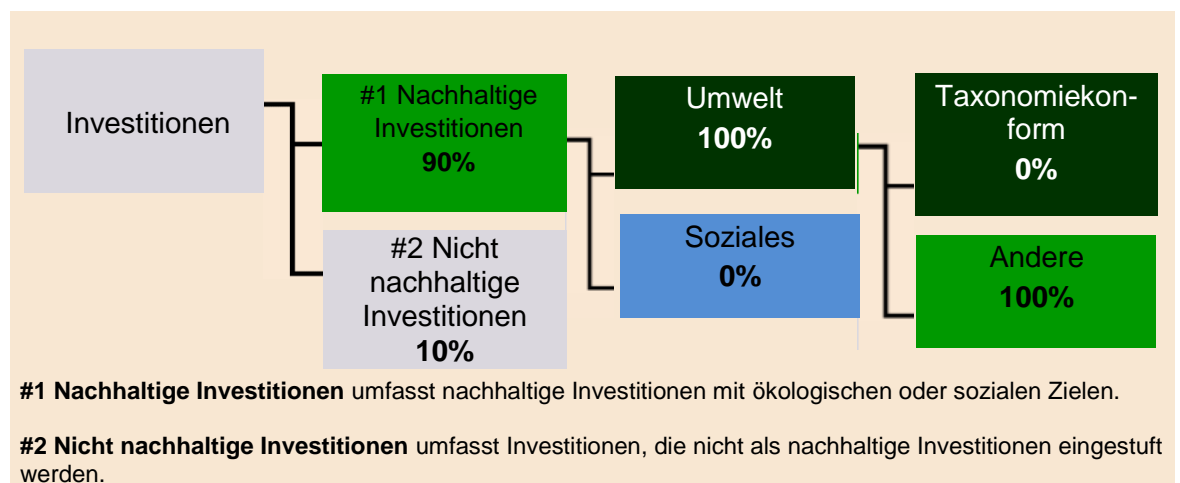 Investitionen
#1 Nachhaltige
Investitionen
90%
#2 Nicht
nachhaltige
Investitionen
10%
Umwelt
100%
Soziales
0%
Taxonomiekon-
form
0%
Andere
100%
#1 Nachhaltige Investitionen umfasst nachhaltige Investitionen mit ökologischen oder sozialen Zielen.
#2 Nicht nachhaltige Investitionen umfasst Investitionen, die nicht als nachhaltige Investitionen eingestuft
werden.